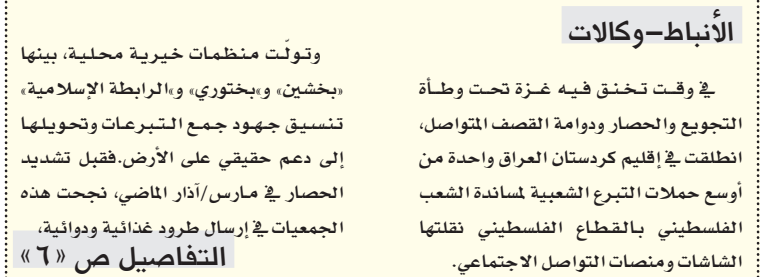 الأنباط–وكالات
في وقت تخنق فيه غزة تحت وطأة
التجويع والحصار ودوامة القصف المتواصل،
انطلقت في إقليم كردستان العراق واحدة من
أوسع حملات التبرع الشعبية لمساندة الشعب
الفلسطيني بالقطاع الفلسطيني نقلتها
الشاشات ومنصات التواصل الاجتماعي.
وتولّت منظمات خيرية محلية، بينها
«بخشين» و«بختوري» و«الرابطة الإسلامية»
تنسيق جهود جمع التبرعات وتحويلها
إلى دعم حقيقي على الأرض.فقبل تشديد
الحصار في مارس/آذار الماضي، نجحت هذه
الجمعيات في إرسال طرود غذائية ودوائية،
التفاصيل ص «٦»